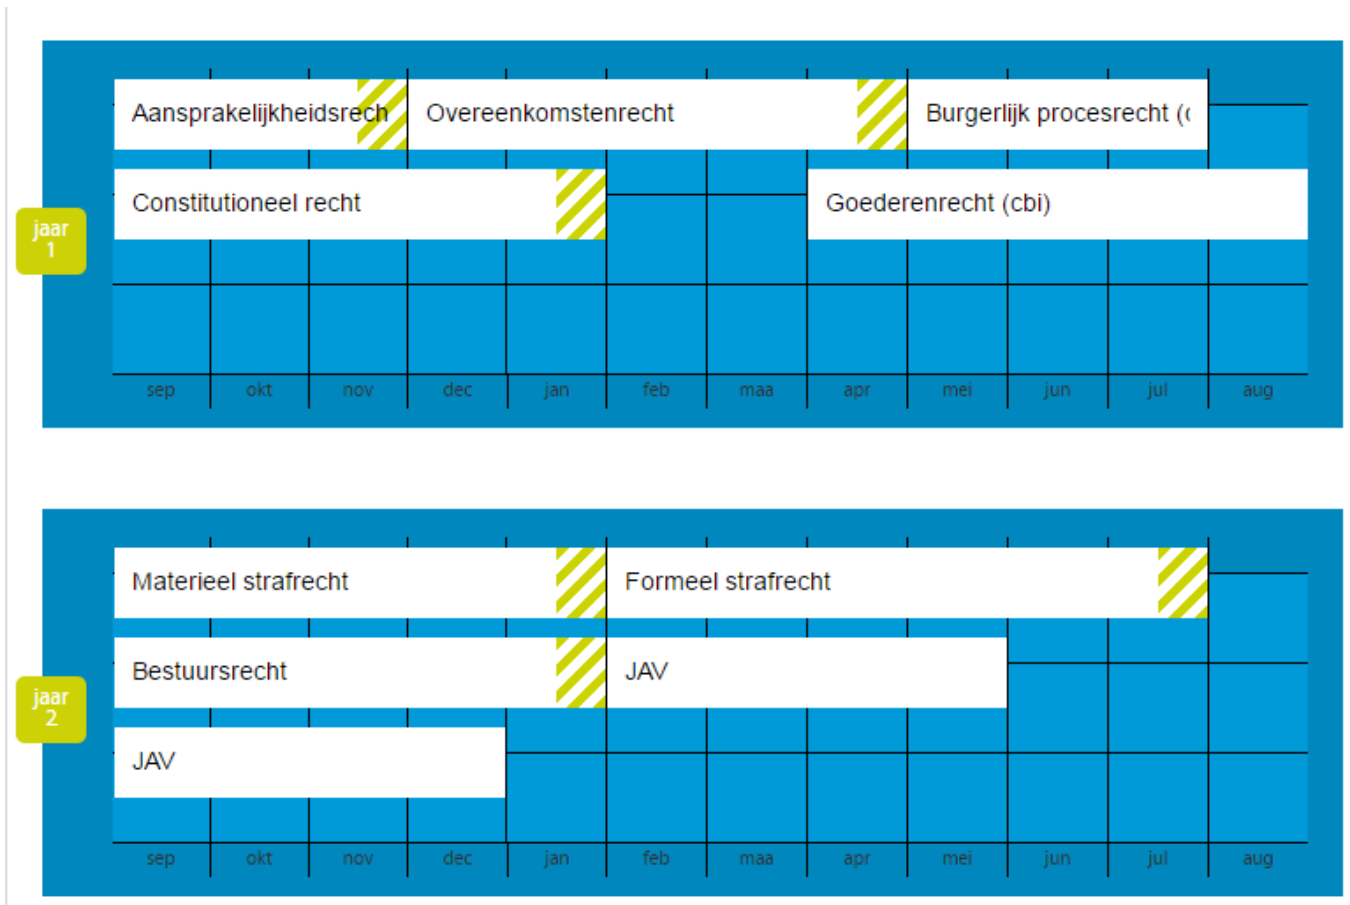 Aansprakelijkheidsrech
Overeenkomstenrecht
Burgerlijk procesrecht (c
Constitutioneel recht
Goederenrecht (cbi)
jaar
1
sep okt nov dec jan feb maa apr mei jun jul aug
Materieel strafrecht
Formeel strafrecht
Bestuursrecht
JAV
jaar
2
JAV
sep okt nov dec jan feb maa apr mei jun jul aug